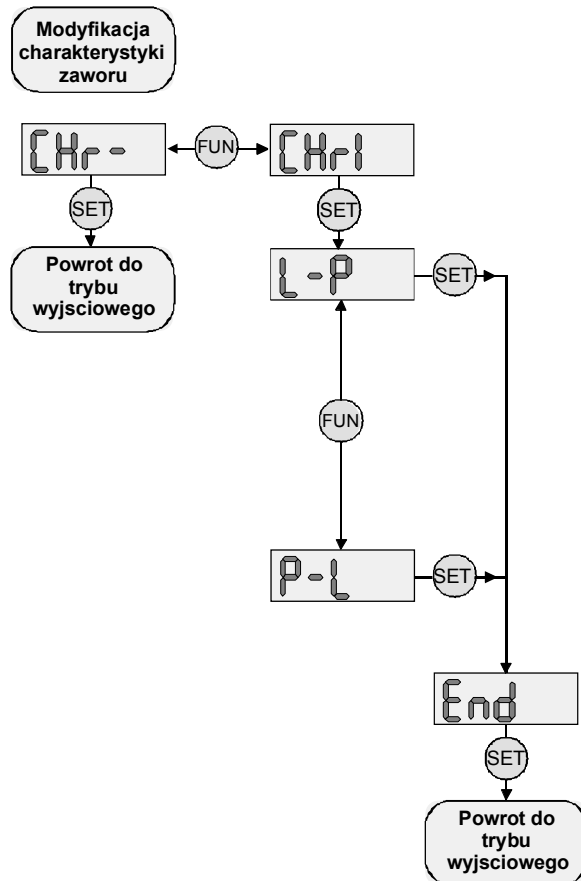 Modyfikacja
charakterystyki
zaworu
CHr-
FUN
CHr1
SET
SET
Powrot do
trybu
wyjsciowego
L-P
SET
FUN
P-L
SET
End
SET
Powrot do
trybu
wyjsciowego